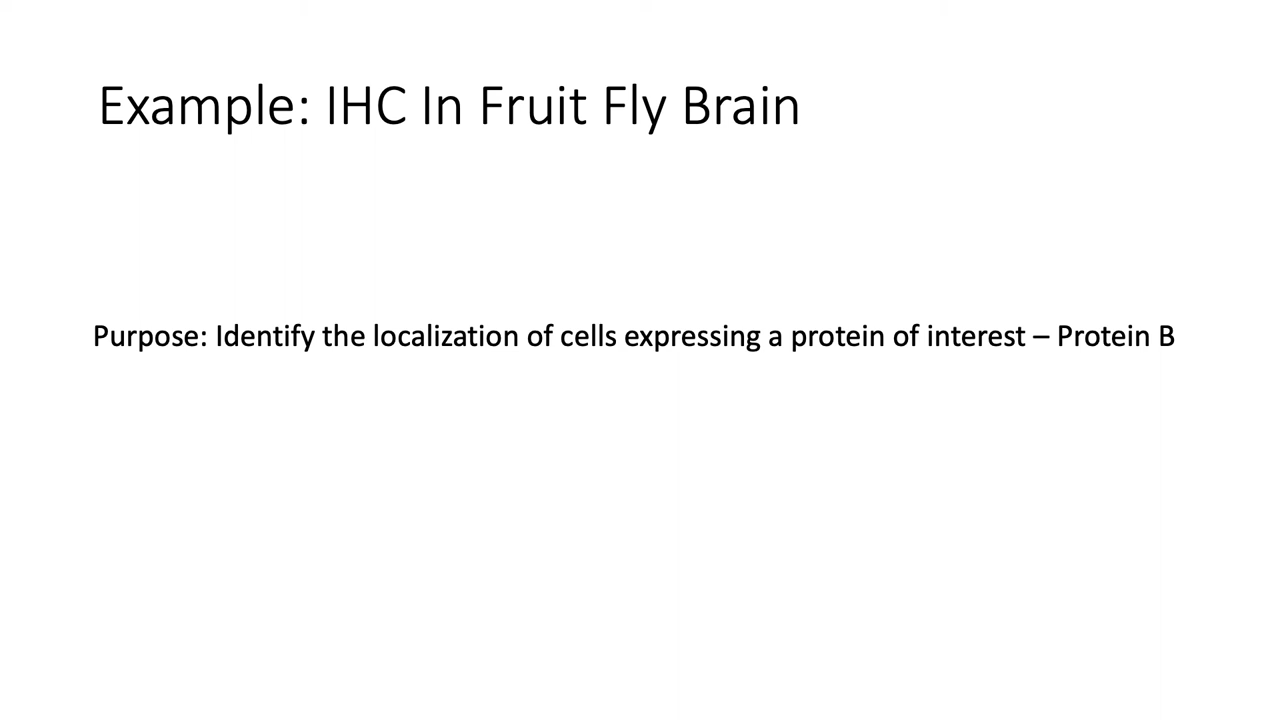 Example: IHC In Fruit Fly Brain
Purpose: Identify the localization of cells expressing a protein of interest – Protein B